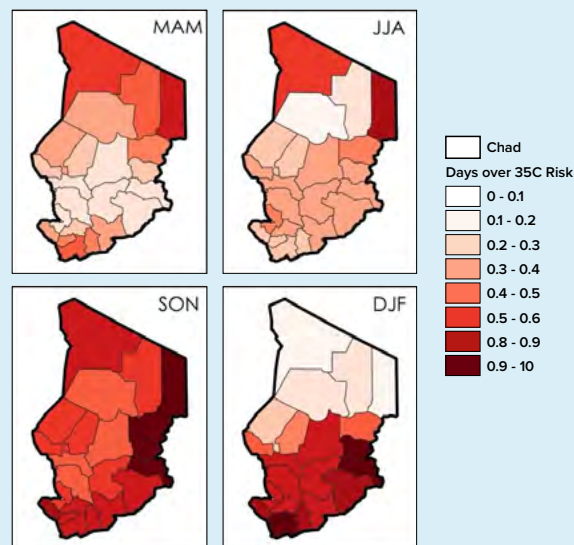 MAM
JJA
SON
DJF
Chad
Days over 35C Risk
0 - 0.1
0.1 - 0.2
0.2 - 0.3
0.3 - 0.4
0.4 - 0.5
0.5 - 0.6
0.8 - 0.9
0.9 - 10